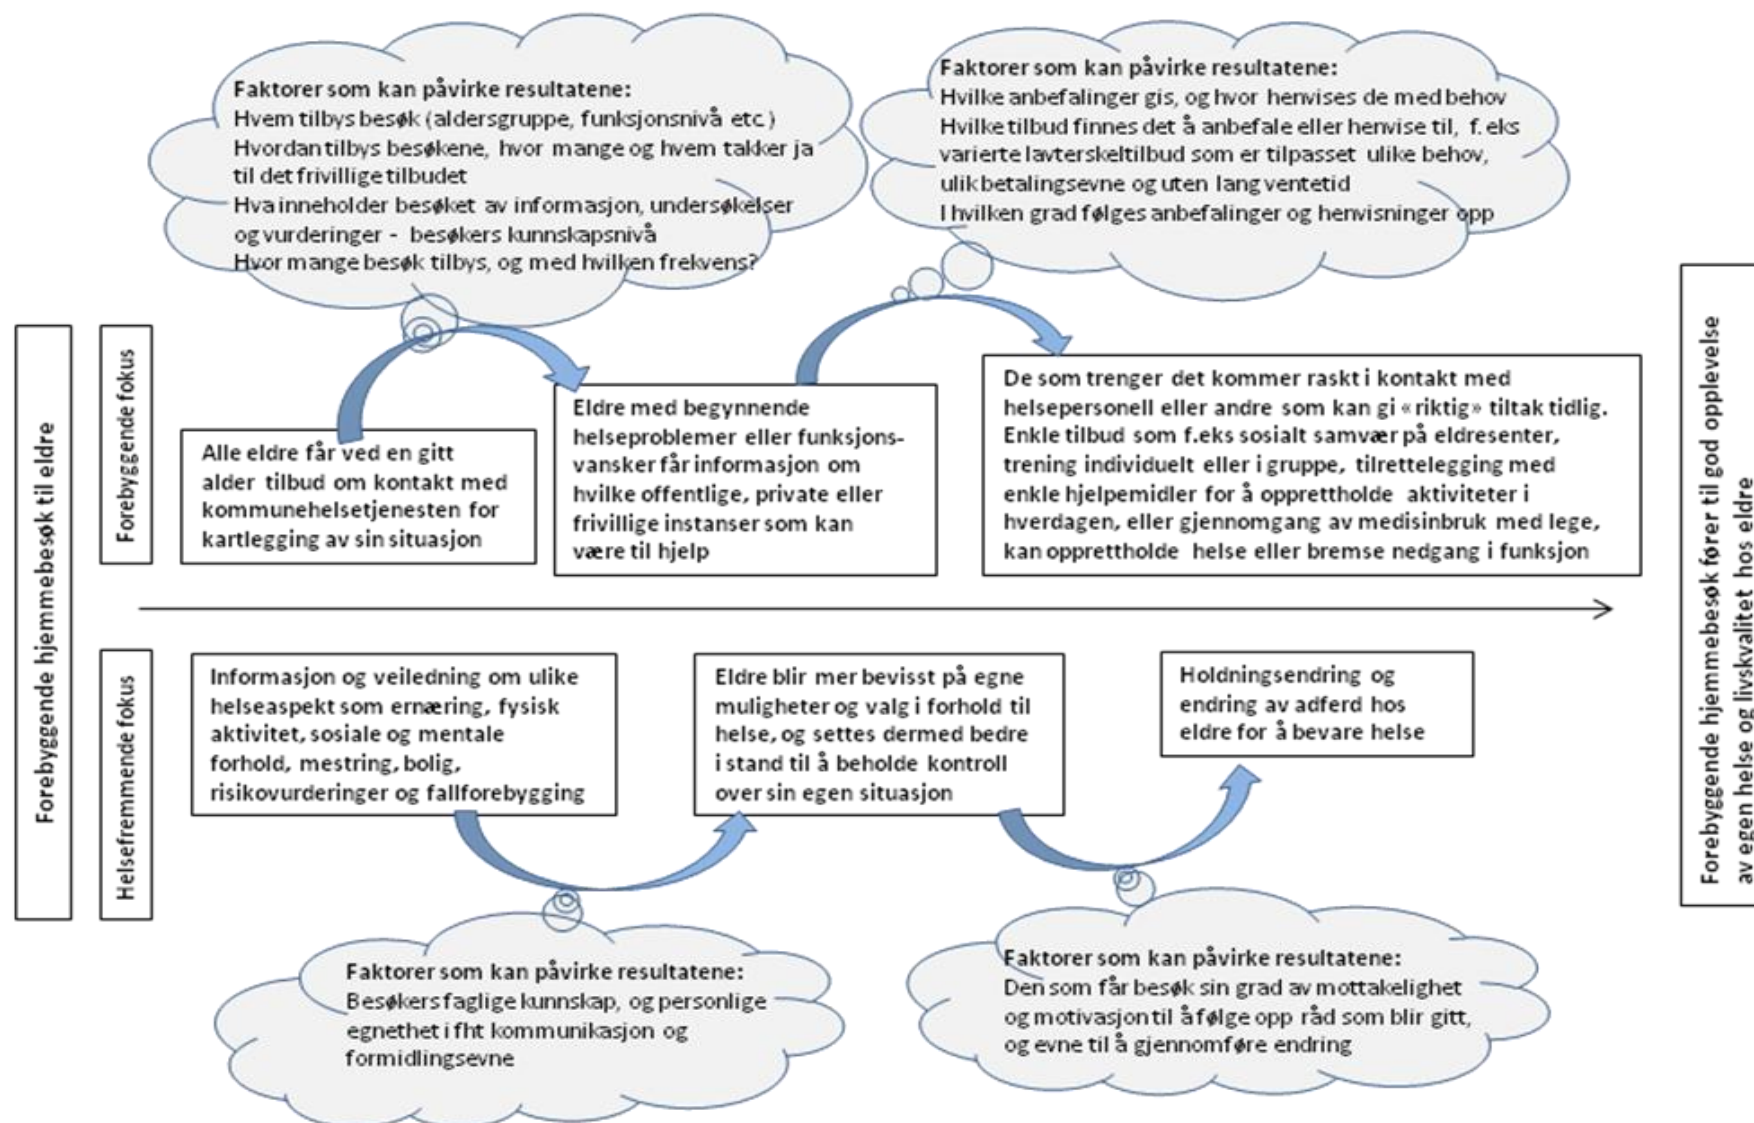 Faktorer som kan påvirke resultatene:
Hvem tilbys besøk (aldersgruppe, funksjonsnivå etc)
Hvordan tilbys besøkene, hvor mange og hvem takker ja
til det frivillige tilbudet
Hva inneholder besøket av informasjon, undersøkelser
og vurderinger - besøkers kunnskapsnivå
Hvor mange besøk tilbys, og med hvilken frekvens?
Faktorer som kan påvirke resultatene:
Hvilke anbefalinger gis, og hvor henvises de med behov
Hvilke tilbud finnes det å anbefale eller henvise til, f.eks
varierte lavterskeltilbud som er tilpasset ulike behov,
ulik betalingsevne og uten lang ventetid
I hvilken grad følges anbefalinger og henvisninger opp
Forebyggende hjemmebesøk til eldre
Forebyggende fokus
Alle eldre får ved en gitt
alder tilbud om kontakt med
kommunehelsetjenesten for
kartlegging av sin situasjon
Eldre med begynnende
helseproblemer eller funksjons-
vansker får informasjon om
hvilke offentlige, private eller
frivillige instanser som kan
være til hjelp
De som trenger det kommer raskt i kontakt med
helsepersonell eller andre som kan gi «riktig» tiltak tidlig.
Enkle tilbud som f.eks sosialt samvær på eldresenter,
trening individuelt eller i gruppe, tilrettelegging med
enkle hjelpemidler for å opprettholde aktiviteter i
hverdagen, eller gjennomgang av medisinbruk med lege,
kan opprettholde helse eller bremse nedgang i funksjon
Helsefremmende fokus
Informasjon og veiledning om ulike
helseaspekt som ernæring, fysisk
aktivitet, sosiale og mentale
forhold, mestring, bolig,
risikovurderinger og fallforebygging
Eldre blir mer bevisst på egne
muligheter og valg i forhold til
helse, og settes dermed bedre
i stand til å beholde kontroll
over sin egen situasjon
Holdningsendring og
endring av adferd hos
eldre for å bevare helse
Faktorer som kan påvirke resultatene:
Besøkers faglige kunnskap, og personlige
egnethet i fht kommunikasjon og
formidlingsevne
Faktorer som kan påvirke resultatene:
Den som får besøk sin grad av mottakelighet
og motivasjon til å følge opp råd som blir gitt,
og evne til å gjennomføre endring
Forebyggende hjemmebesøk fører til god opplevelse
av egen helse og livskvalitet hos eldre